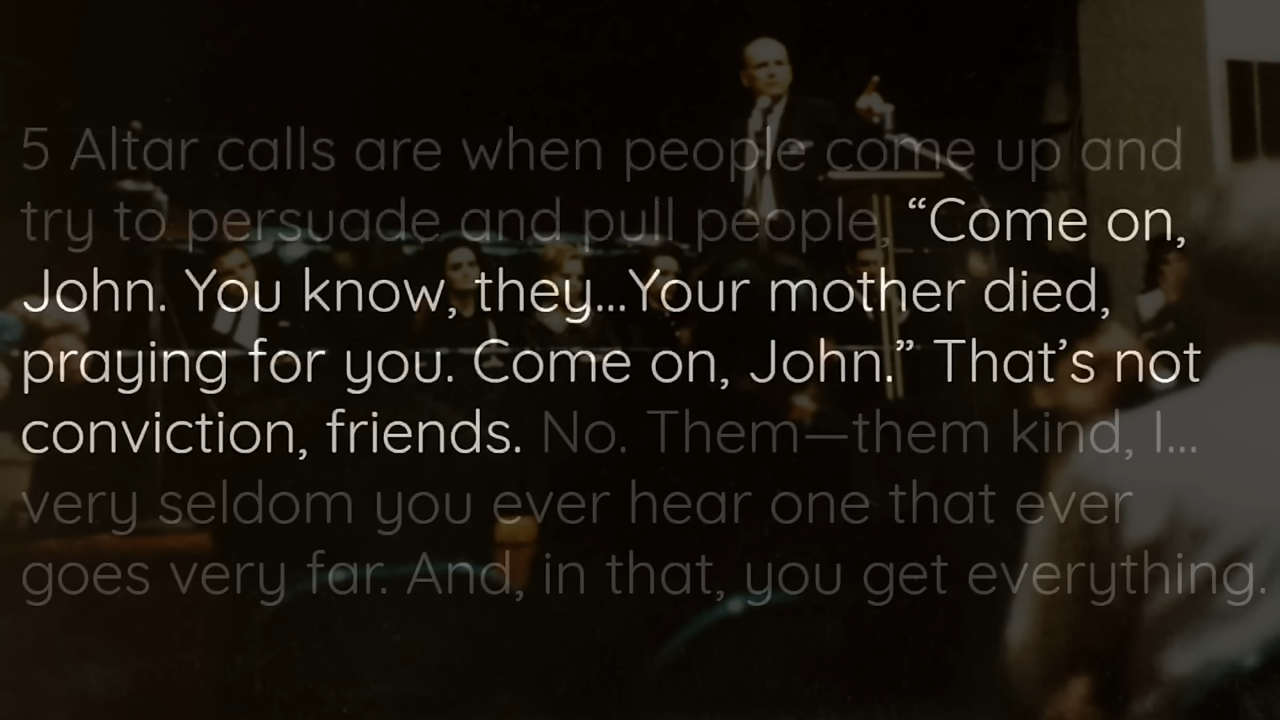 5 Altar calls are when people come up and
try to persuade and pull people, “Come on,
John. You know, they...Your mother died,
praying for you. Come on, John.” That’s not
conviction, friends. No. Them—them kind, I...
very seldom you ever hear one that ever
goes very far. And, in that, you get everything.